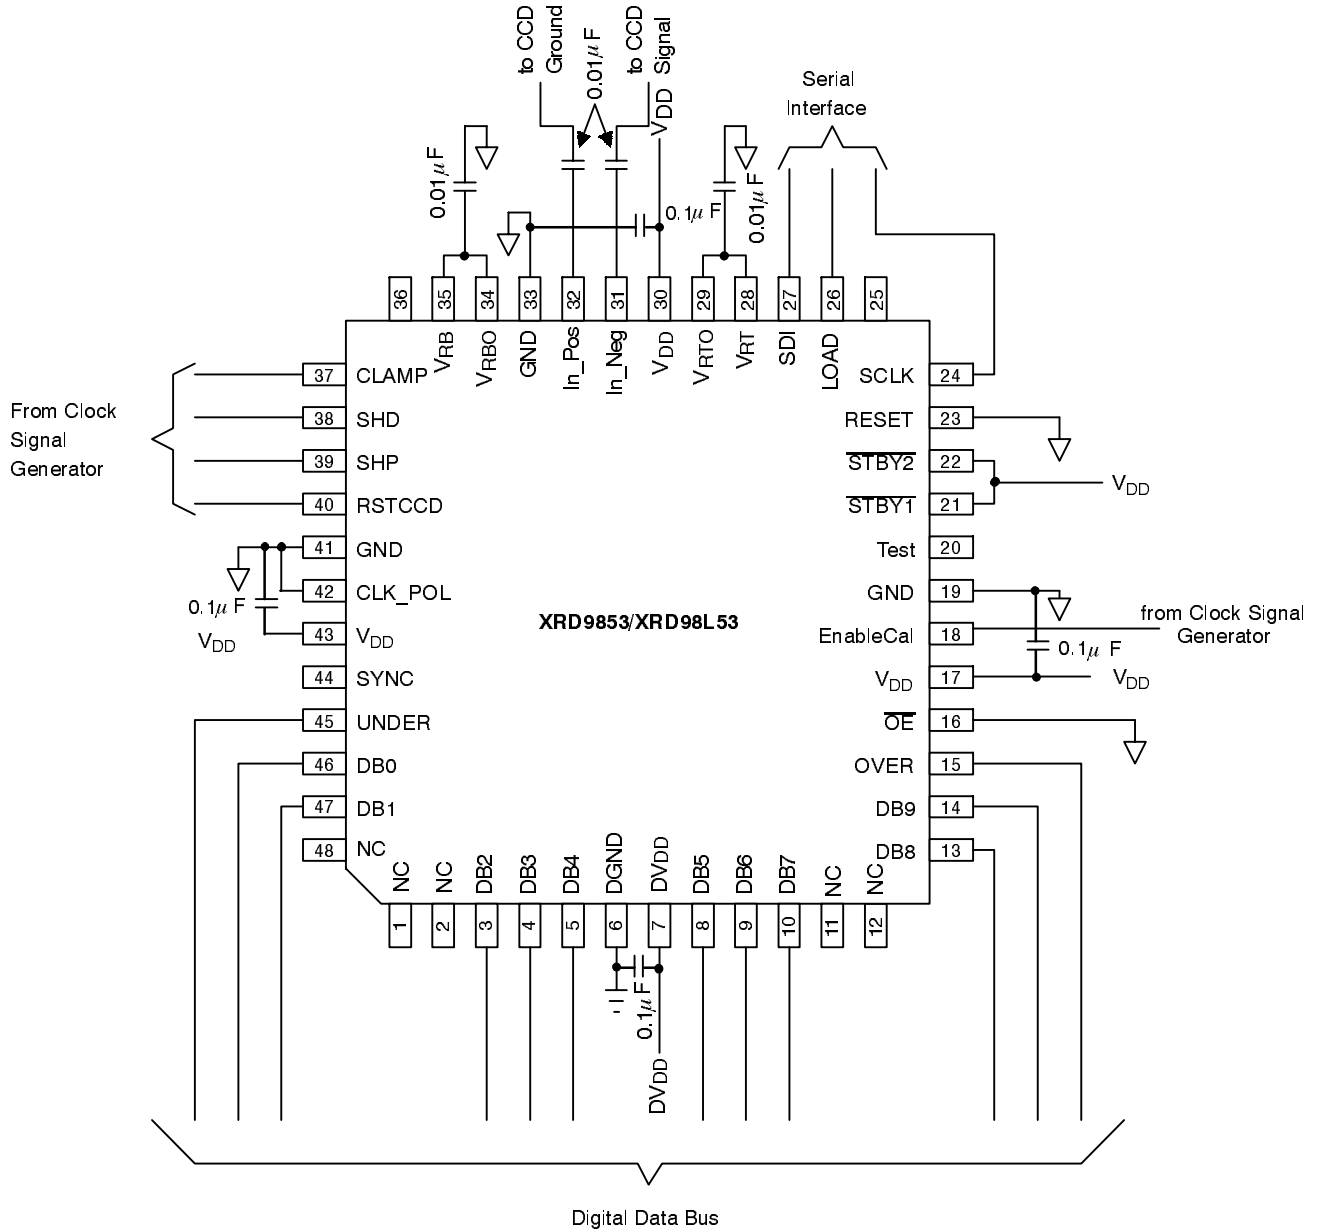 to CCD
Ground
0.01μF
to CCD
Signal
VDD
Serial
Interface
0.01μF
0.1μF
0.01μF
36
35
34
33
32
31
30
29
28
27
26
25
VRB
VRBO
GND
In_Pos
In_Neg
VDD
VRTO
VRT
SDI
LOAD
From Clock
Signal
Generator
37 CLAMP
38 SHD
39 SHP
40 RSTCCD
41 GND
42 CLK_POL
43 VDD
44 SYNC
45 UNDER
46 DB0
47 DB1
48 NC
0.1μF
VDD
XRD9853/XRD98L53
SCLK 24
RESET 23
STBY2 22
STBY1 21
Test 20
GND 19
EnableCal 18
VDD 17
OE 16
OVER 15
DB9 14
DB8 13
VDD
from Clock Signal
Generator
0.1μF
VDD
NC
NC
DB2
DB3
DB4
DGND
DVDD
DB5
DB6
DB7
NC
NC
1
2
3
4
5
6
7
8
9
10
11
12
0.1μF
DVDD
Digital Data Bus